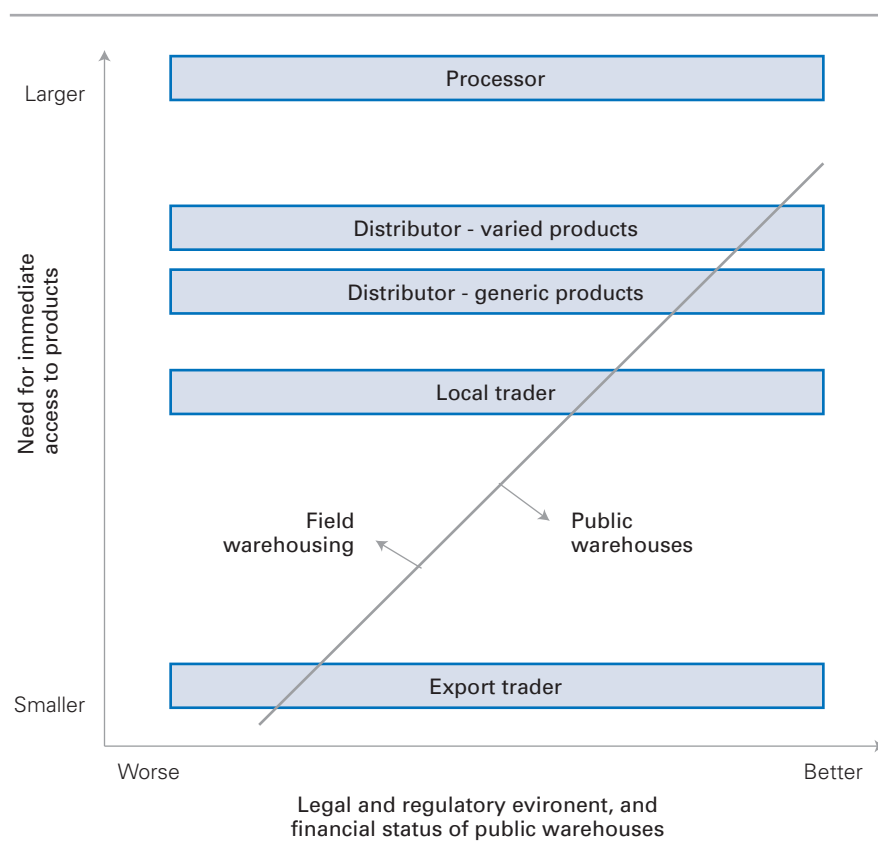 Larger
Processor
Distributor - varied products
Distributor - generic products
Need for immediate
access to products
Local trader
Field
warehousing
Public
warehouses
Smaller
Export trader
Worse
Better
Legal and regulatory evironent, and
financial status of public warehouses